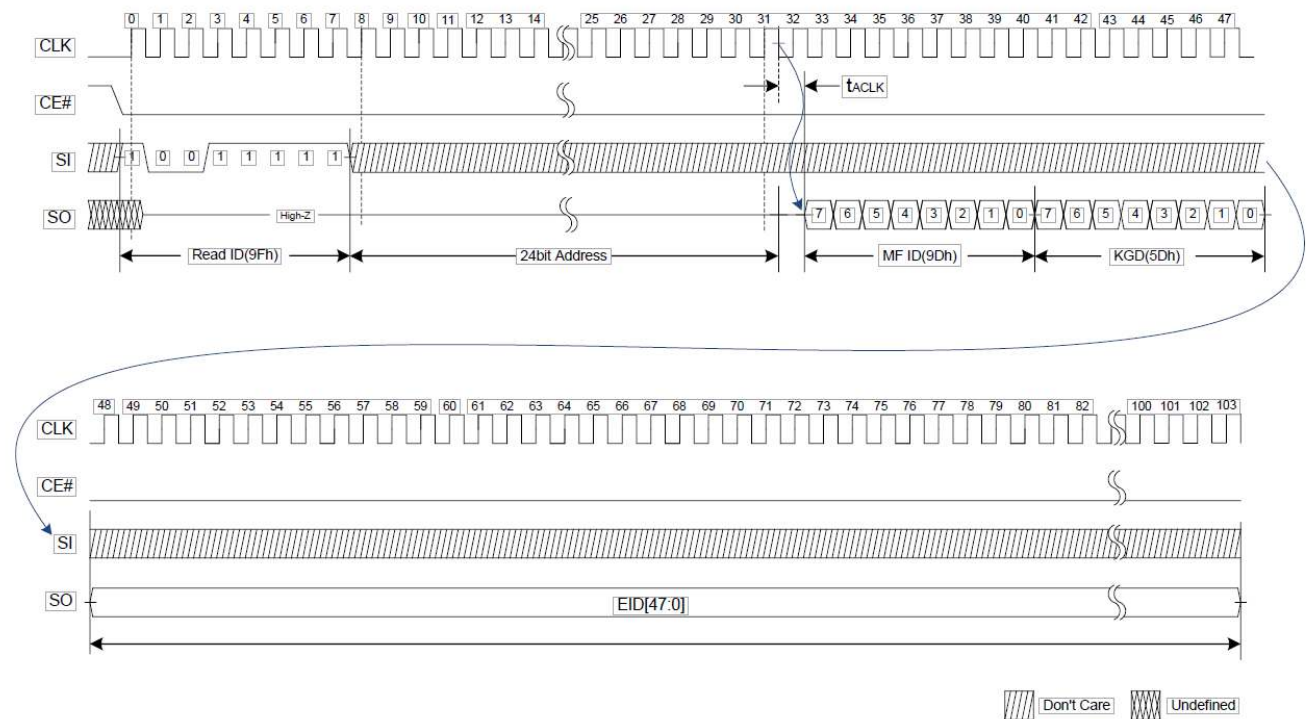 0 1 2 3 4 5 6 7 8 9 10 11 12 13 14 25 26 27 28 29 30 31 32 33 34 35 36 37 38 39 40 41 42 43 44 45 46 47
CLK
CE#
tACLK
SI 1 0 0 1 1 1 1 1
SO High-Z 7 6 5 4 3 2 1 0 7 6 5 4 3 2 1 0
Read ID(9Fh) 24bit Address MF ID(9Dh) KGD(5Dh)
48 49 50 51 52 53 54 55 56 57 58 59 60 61 62 63 64 65 66 67 68 69 70 71 72 73 74 75 76 77 78 79 80 81 82 100 101 102 103
CLK
CE#
SI
SO EID[47:0]
Don't Care Undefined